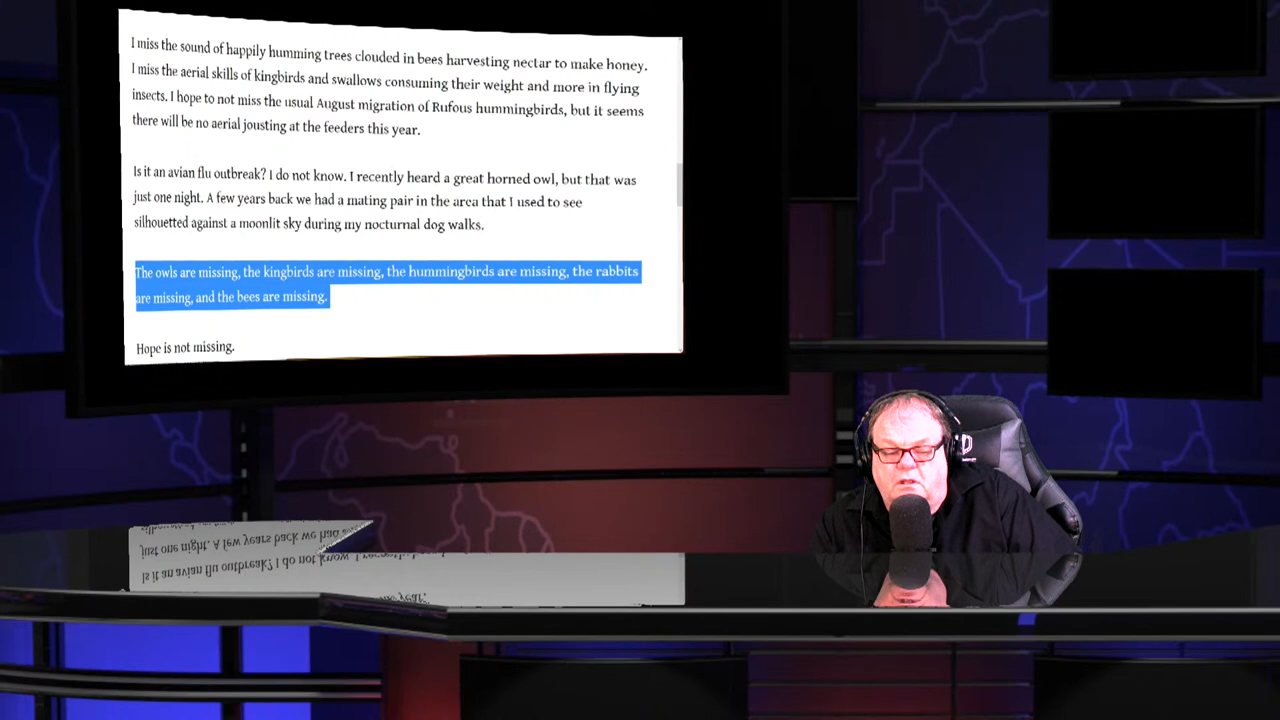 I miss the sound of happily humming trees clouded in bees harvesting nectar to make honey.
I miss the aerial skills of kingbirds and swallows consuming their weight and more in flying
insects. I hope to not miss the usual August migration of Rufous hummingbirds, but it seems
there will be no aerial jousting at the feeders this year.
Is it an avian flu outbreak? I do not know. I recently heard a great horned owl, but that was
just one night. A few years back we had a mating pair in the area that I used to see
silhouetted against a moonlit sky during my nocturnal dog walks.
The owls are missing, the kingbirds are missing, the hummingbirds are missing, the rabbits
are missing, and the bees are missing.
Hope is not missing.